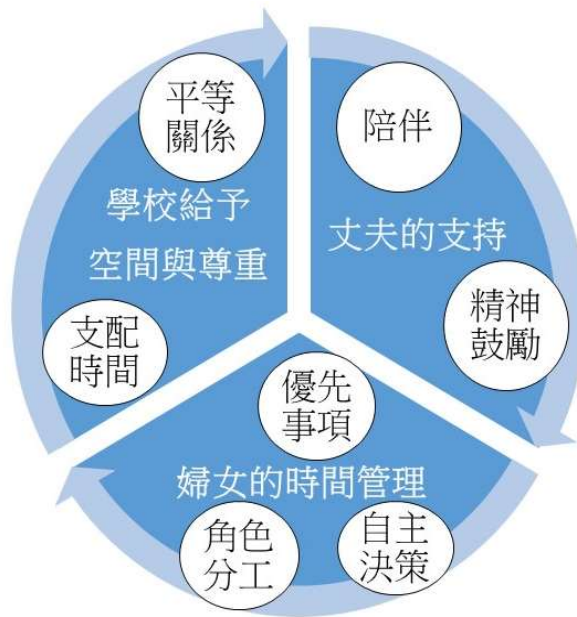 平等
關係
學校給予
空間與尊重
支配
時間
陪伴
丈夫的支持
精神
鼓勵
優先
事項
婦女的時間管理
角色
分工
自主
決策